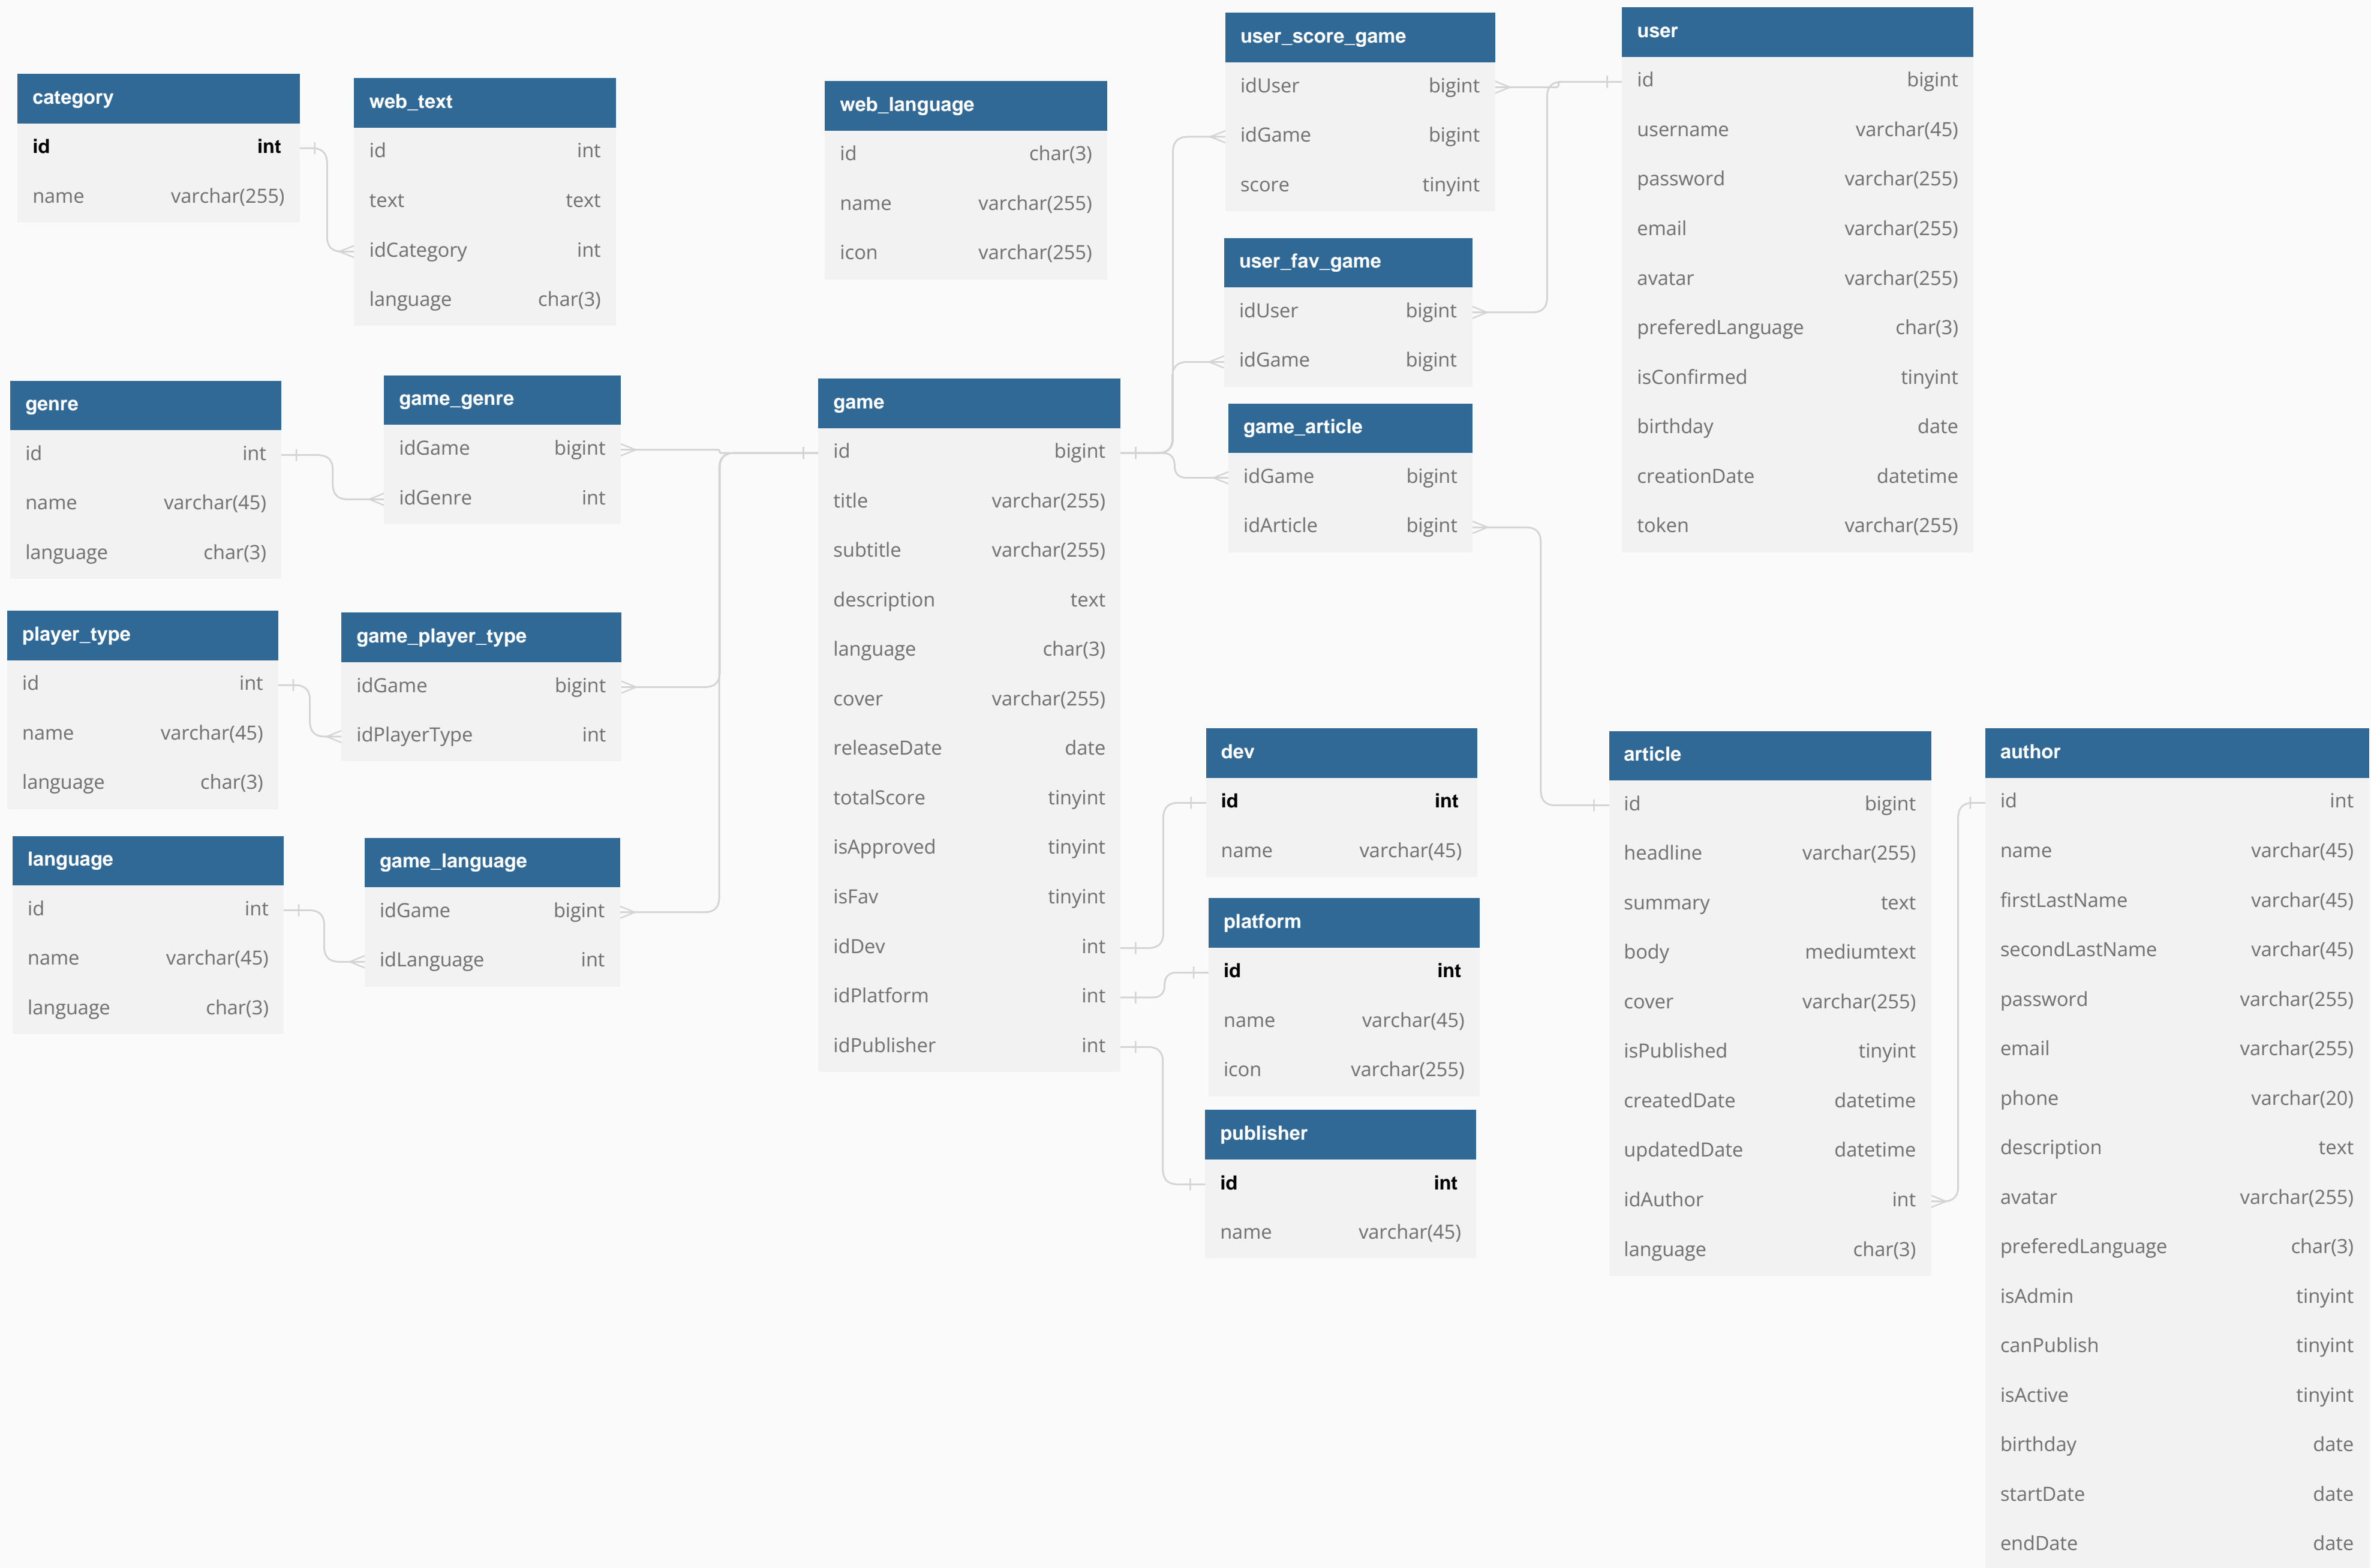 category
id int
name varchar(255)
web_text
id int
text text
idCategory int
language char(3)
web_language
id char(3)
name varchar(255)
icon varchar(255)
user_score_game
idUser bigint
idGame bigint
score tinyint
user
id bigint
username varchar(45)
password varchar(255)
email varchar(255)
avatar varchar(255)
preferedLanguage char(3)
isConfirmed tinyint
birthday date
creationDate datetime
token varchar(255)
user_fav_game
idUser bigint
idGame bigint
genre
id int
name varchar(45)
language char(3)
game_genre
idGame bigint
idGenre int
game
id bigint
title varchar(255)
subtitle varchar(255)
description text
language char(3)
cover varchar(255)
releaseDate date
totalScore tinyint
isApproved tinyint
isFav tinyint
idDev int
idPlatform int
idPublisher int
game_article
idGame bigint
idArticle bigint
player_type
id int
name varchar(45)
language char(3)
game_player_type
idGame bigint
idPlayerType int
language
id int
name varchar(45)
language char(3)
game_language
idGame bigint
idLanguage int
dev
id int
name varchar(45)
platform
id int
name varchar(45)
icon varchar(255)
publisher
id int
name varchar(45)
article
id bigint
headline varchar(255)
summary text
body mediumtext
cover varchar(255)
isPublished tinyint
createdDate datetime
updatedDate datetime
idAuthor int
language char(3)
author
id int
name varchar(45)
firstLastName varchar(45)
secondLastName varchar(45)
password varchar(255)
email varchar(255)
phone varchar(20)
description text
avatar varchar(255)
preferedLanguage char(3)
isAdmin tinyint
canPublish tinyint
isActive tinyint
birthday date
startDate date
endDate date